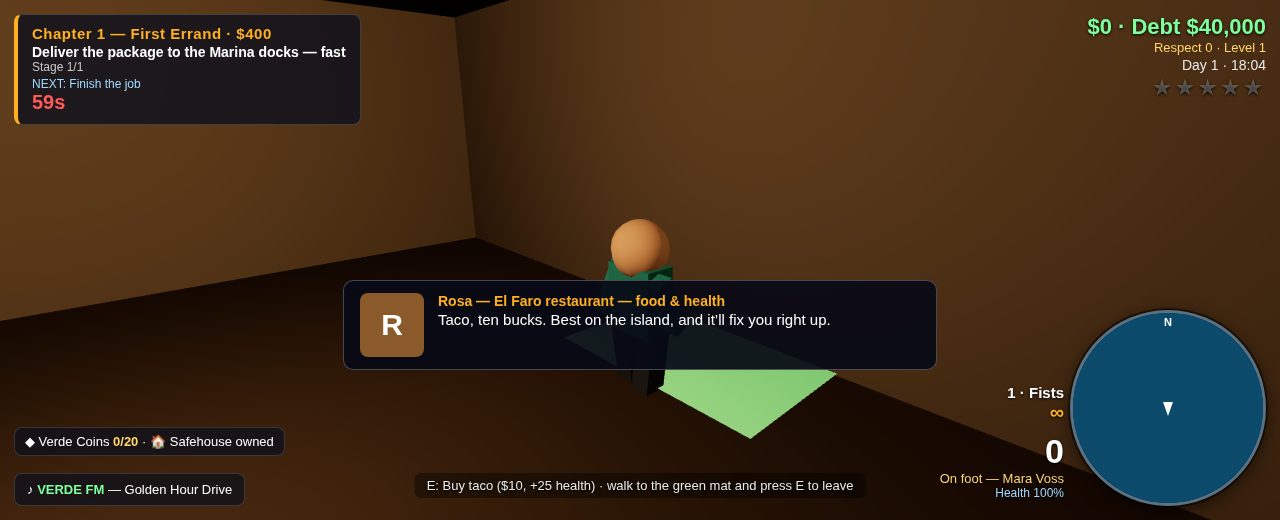 Chapter 1 — First Errand · $400
Deliver the package to the Marina docks — fast
Stage 1/1
NEXT: Finish the job
59s
$0 · Debt $40,000
Respect 0 · Level 1
Day 1 · 18:04
★★★★★
R
Rosa — El Faro restaurant — food & health
Taco, ten bucks. Best on the island, and it’ll fix you right up.
N
1 · Fists
∞
0
On foot — Mara Voss
Health 100%
◆ Verde Coins 0/20 · 🏠 Safehouse owned
♪ VERDE FM — Golden Hour Drive
E: Buy taco ($10, +25 health) · walk to the green mat and press E to leave